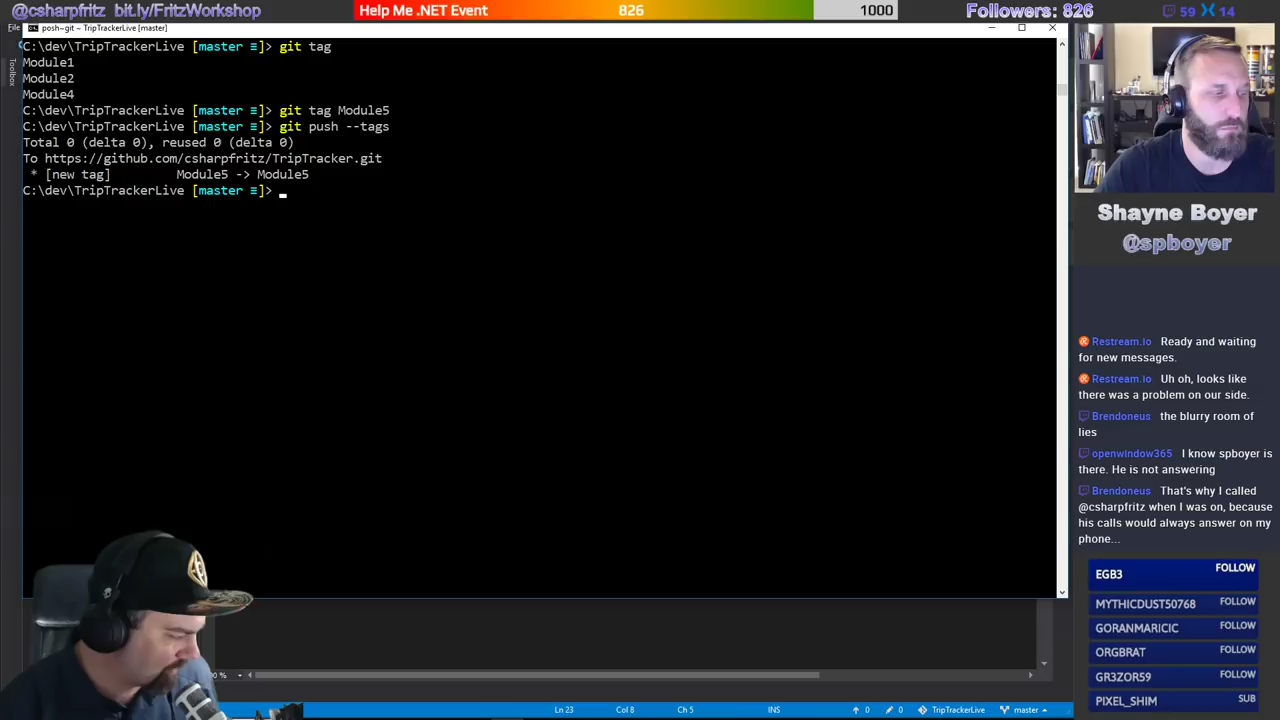 @csharpfritz bit.ly/FritzWorkshop
Help Me .NET Event
826
1000
Followers: 826
59
14
File
posh~git ~ TripTrackerLive [master]
Toolbox
C:\dev\TripTrackerLive [master ≡]> git tag
Module1
Module2
Module4
C:\dev\TripTrackerLive [master ≡]> git tag Module5
C:\dev\TripTrackerLive [master ≡]> git push --tags
Total 0 (delta 0), reused 0 (delta 0)
To https://github.com/csharpfritz/TripTracker.git
* [new tag] Module5 -> Module5
C:\dev\TripTrackerLive [master ≡]>
Shayne Boyer
@spboyer
Restream.io Ready and waiting
for new messages.
Restream.io Uh oh, looks like
there was a problem on our side.
Brendoneus the blurry room of
lies
openwindow365 I know spboyer is
there. He is not answering
Brendoneus That's why I called
@csharpfritz when I was on, because
his calls would always answer on my
phone...
EGB3 FOLLOW
MYTHICDUST50768 FOLLOW
GORANMARICIC FOLLOW
ORGBRAT FOLLOW
GR3ZOR59 FOLLOW
PIXEL_SHIM SUB
%
Ln 23 Col 8 Ch 5 INS 0 0 TripTrackerLive master